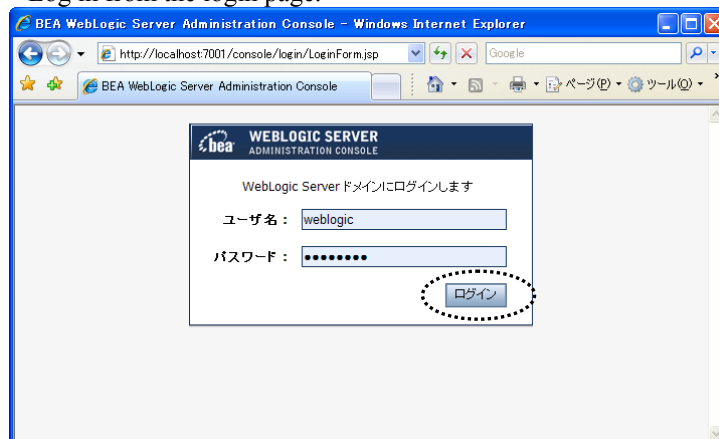 Log in from the login page.
BEA WebLogic Server Administration Console - Windows Internet Explorer
http://localhost:7001/console/login/LoginForm.jsp
Google
BEA WebLogic Server Administration Console
ページ(P)
ツール(O)
bea
WEBLOGIC SERVER
ADMINISTRATION CONSOLE
WebLogic Server ドメインにログインします
ユーザ名：
weblogic
パスワード：
••••••••
ログイン